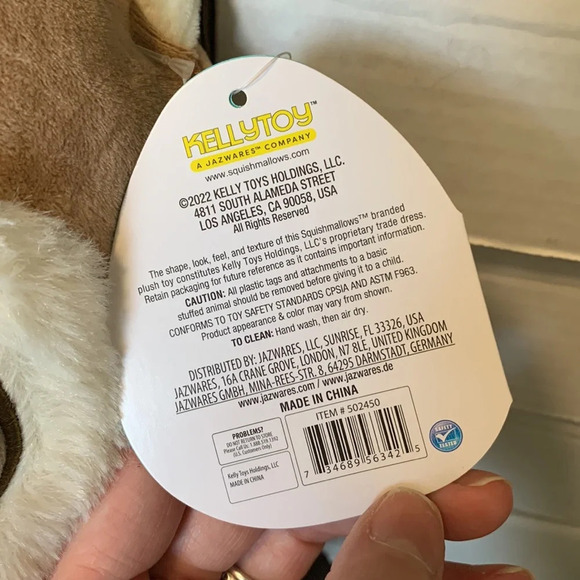 KELLYTOY™
A JAZWARES™ COMPANY
www.squishmallows.com
©2022 KELLY TOYS HOLDINGS, LLC.
4811 SOUTH ALAMEDA STREET
LOS ANGELES, CA 90058, USA
All Rights Reserved
The shape, look, feel, and texture of this Squishmallows™ branded
plush toy constitutes Kelly Toys Holdings, LLC's proprietary trade dress.
Retain packaging for future reference as it contains important information.
CAUTION: All plastic tags and attachments to a basic
stuffed animal should be removed before giving it to a child.
CONFORMS TO TOY SAFETY STANDARDS CPSIA AND ASTM F963.
Product appearance & color may vary from shown.
TO CLEAN: Hand wash, then air dry.
DISTRIBUTED BY: JAZWARES, LLC, SUNRISE, FL 33326, USA
JAZWARES, 16A CRANE GROVE, LONDON, N7 8LE, UNITED KINGDOM
JAZWARES GMBH, MINA-REES-STR. 8, 64295 DARMSTADT, GERMANY
www.jazwares.com / www.jazwares.de
MADE IN CHINA
ITEM # 502450
PROBLEMS?
DO NOT RETURN TO STORE
(U.S. Customers Only)
Kelly Toys Holdings, LLC
MADE IN CHINA
7 34689 56342 5
SAFETY
TESTED